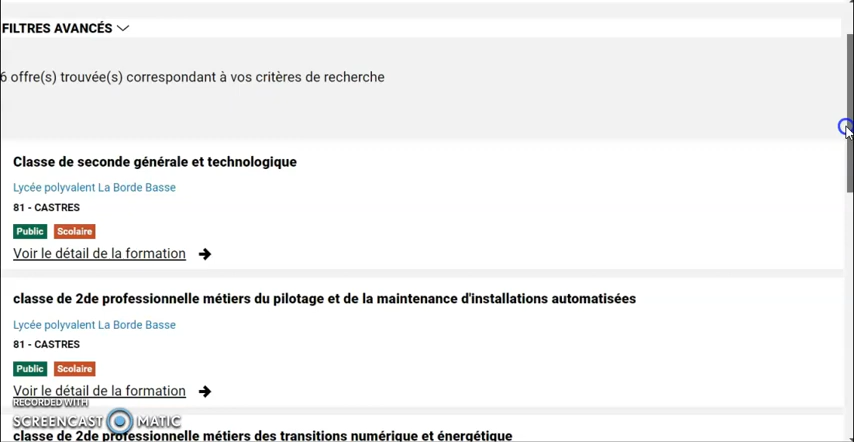 FILTRES AVANCÉS
6 offre(s) trouvée(s) correspondant à vos critères de recherche
Classe de seconde générale et technologique
Lycée polyvalent La Borde Basse
81 - CASTRES
Public Scolaire
Voir le détail de la formation
classe de 2de professionnelle métiers du pilotage et de la maintenance d'installations automatisées
Lycée polyvalent La Borde Basse
81 - CASTRES
Public Scolaire
Voir le détail de la formation
RECORDED WITH
SCREENCAST MATIC
classe de 2de professionnelle métiers des transitions numérique et énergétique